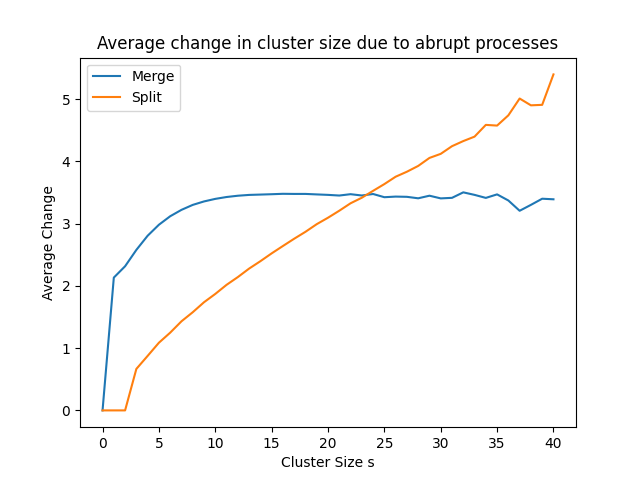 Average change in cluster size due to abrupt processes
Merge
Split
Average Change
5
4
3
2
1
0
0 5 10 15 20 25 30 35 40
Cluster Size s